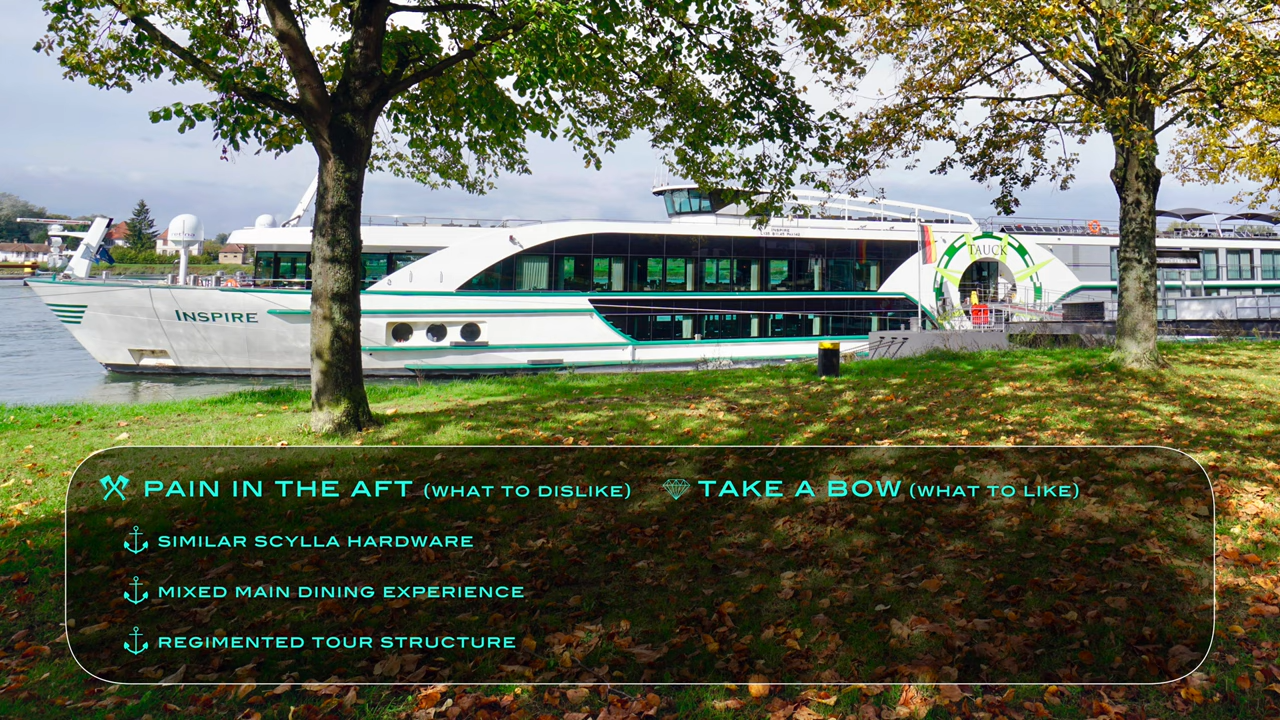 INSPIRE
TAUCK
PAIN IN THE AFT (WHAT TO DISLIKE)
SIMILAR SCYLLA HARDWARE
MIXED MAIN DINING EXPERIENCE
REGIMENTED TOUR STRUCTURE
TAKE A BOW (WHAT TO LIKE)